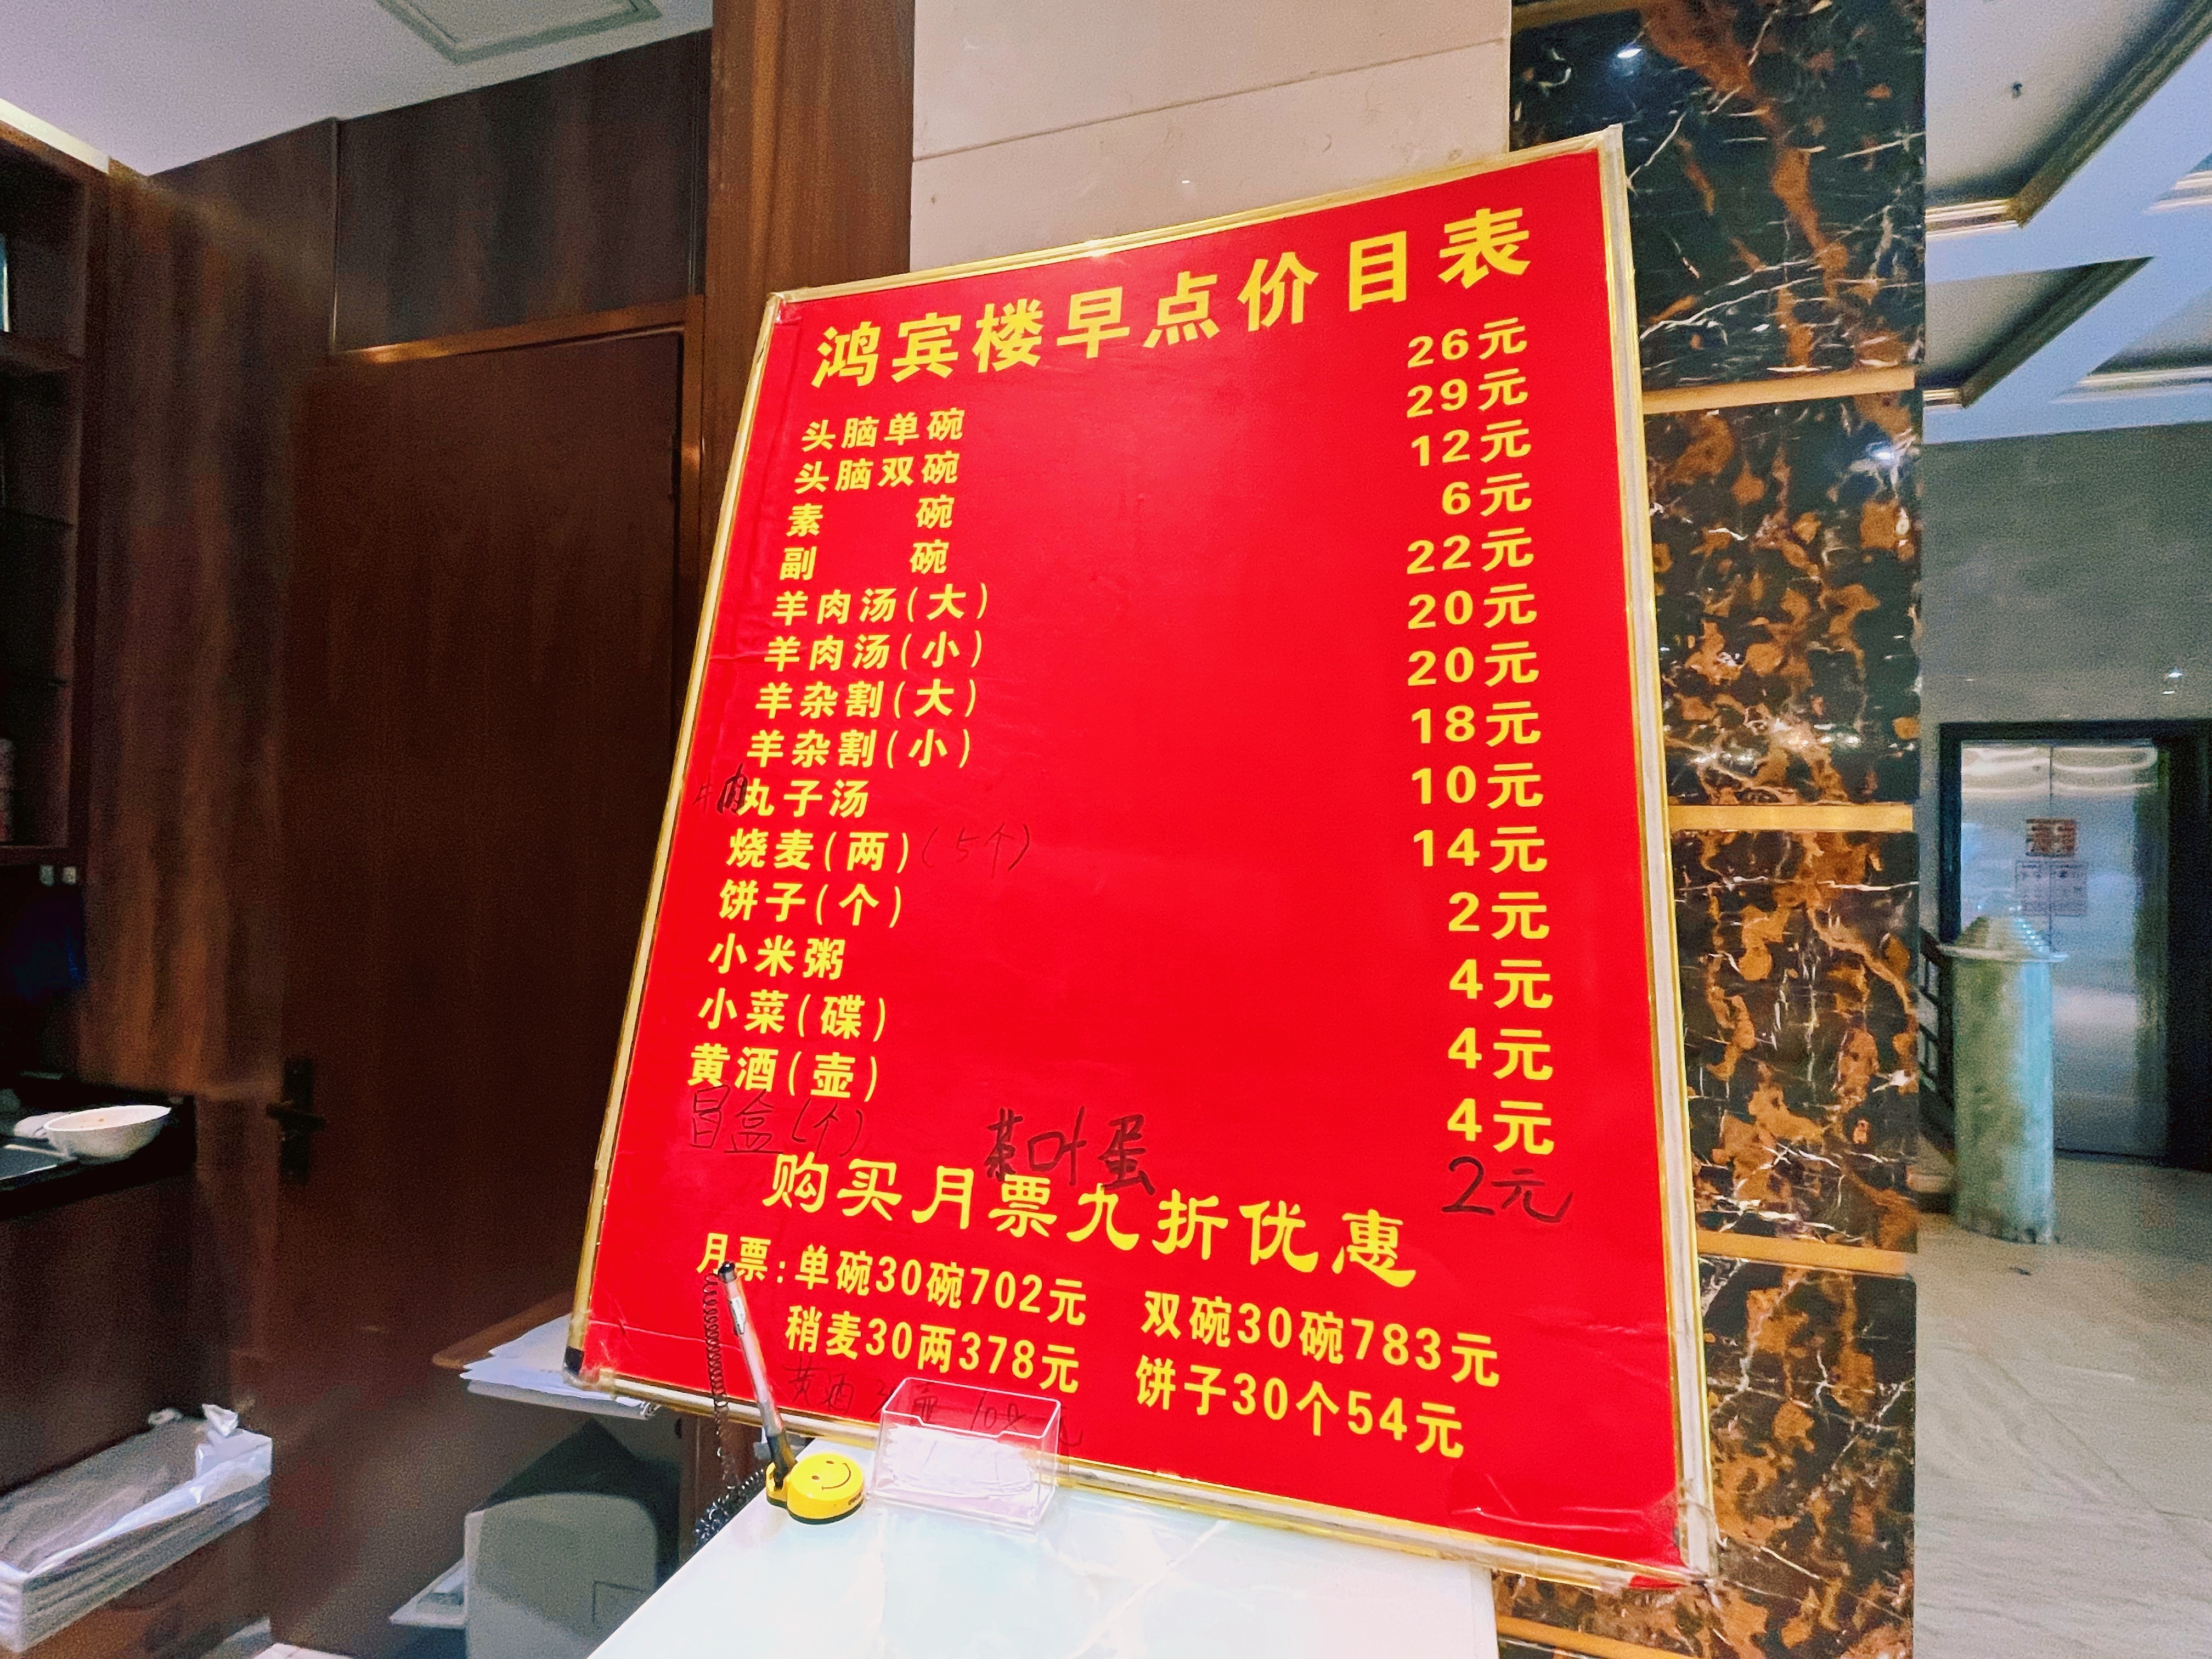 鸿宾楼早点价目表
头脑单碗 26元
头脑双碗 29元
素碗 12元
副碗 6元
羊肉汤(大) 22元
羊肉汤(小) 20元
羊杂割(大) 20元
羊杂割(小) 18元
牛肉丸子汤 10元
烧麦(两)(5个) 14元
饼子(个) 2元
小米粥 4元
小菜(碟) 4元
黄酒(壶) 4元
冒盒(个) 茶叶蛋 2元
购买月票九折优惠
月票:单碗30碗702元 双碗30碗783元
稍麦30两378元 饼子30个54元
黄酒